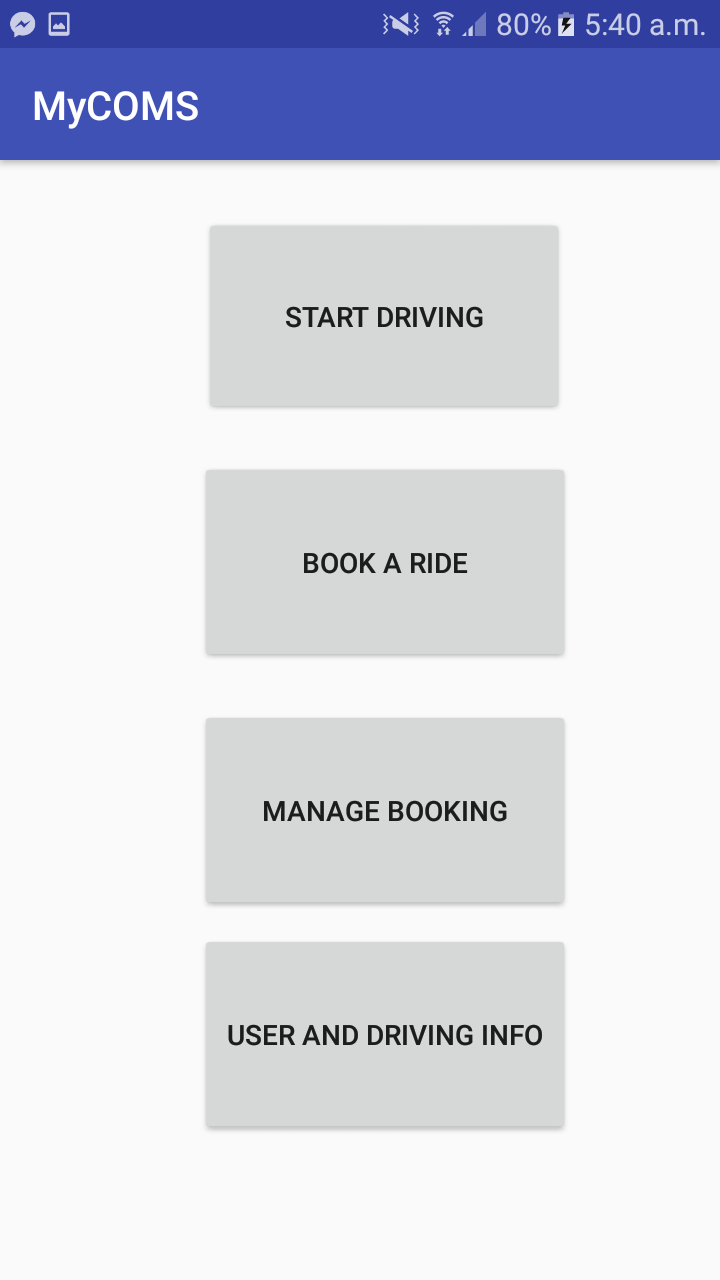 80% 5:40 a.m.
MyCOMS
START DRIVING
BOOK A RIDE
MANAGE BOOKING
USER AND DRIVING INFO